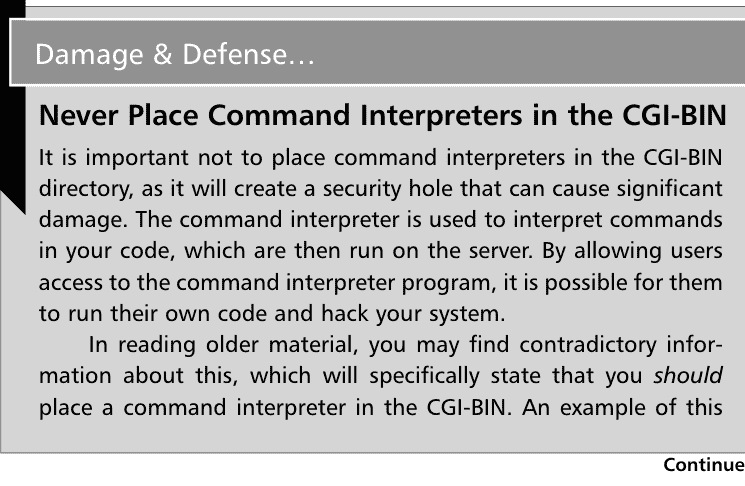 Damage & Defense…
Never Place Command Interpreters in the CGI-BIN
It is important not to place command interpreters in the CGI-BIN
directory, as it will create a security hole that can cause significant
damage. The command interpreter is used to interpret commands
in your code, which are then run on the server. By allowing users
access to the command interpreter program, it is possible for them
to run their own code and hack your system.
In reading older material, you may find contradictory infor-
mation about this, which will specifically state that you should
place a command interpreter in the CGI-BIN. An example of this
Continue